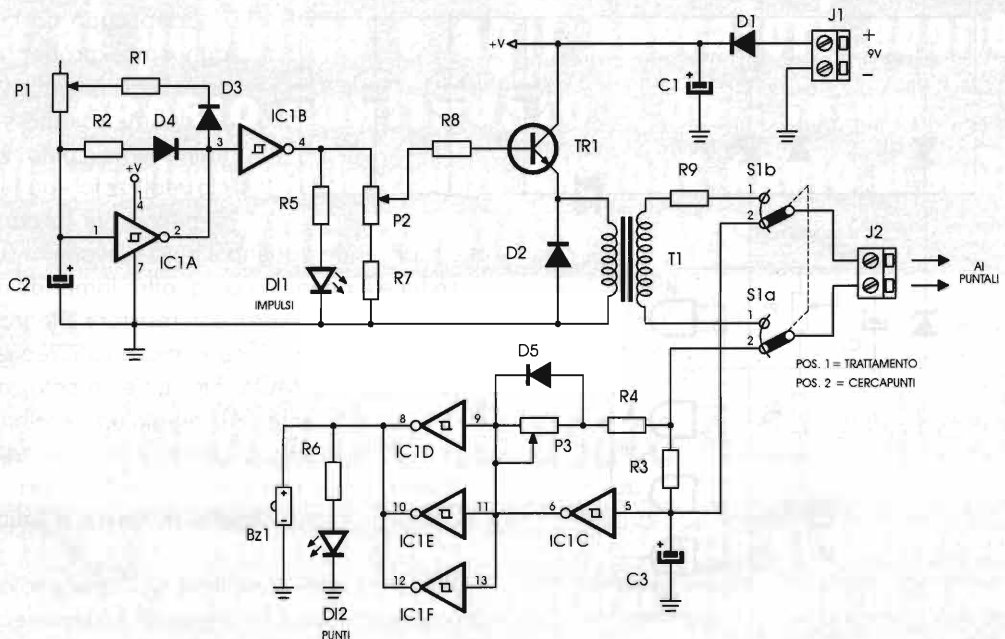 D1
J1
+V
+
9V
−
C1
+
R1
P1
D3
IC1B
R2
D4
3
4
R8
TR1
+V
1
4
R5
P2
S1b
R9
1
2
1
2
IC1A
7
C2
+
D2
T1
J2
AI
PUNTALI
DI1
IMPULSI
R7
S1a
1
2
POS. 1 = TRATTAMENTO
POS. 2 = CERCAPUNTI
D5
R4
8
9
P3
R6
IC1D
R3
+
Bz1
10
11
IC1E
6
5
IC1C
+
C3
12
13
IC1F
DI2
PUNTI